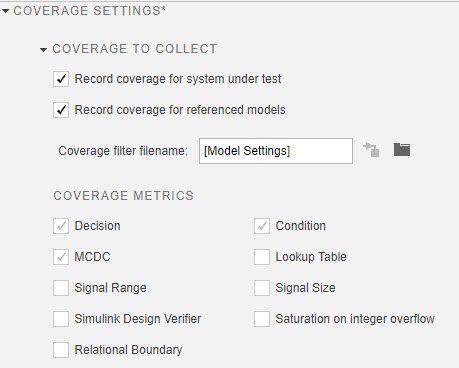 COVERAGE SETTINGS*
COVERAGE TO COLLECT
Record coverage for system under test
Record coverage for referenced models
Coverage filter filename: [Model Settings]
COVERAGE METRICS
Decision Condition
MCDC Lookup Table
Signal Range Signal Size
Simulink Design Verifier Saturation on integer overflow
Relational Boundary